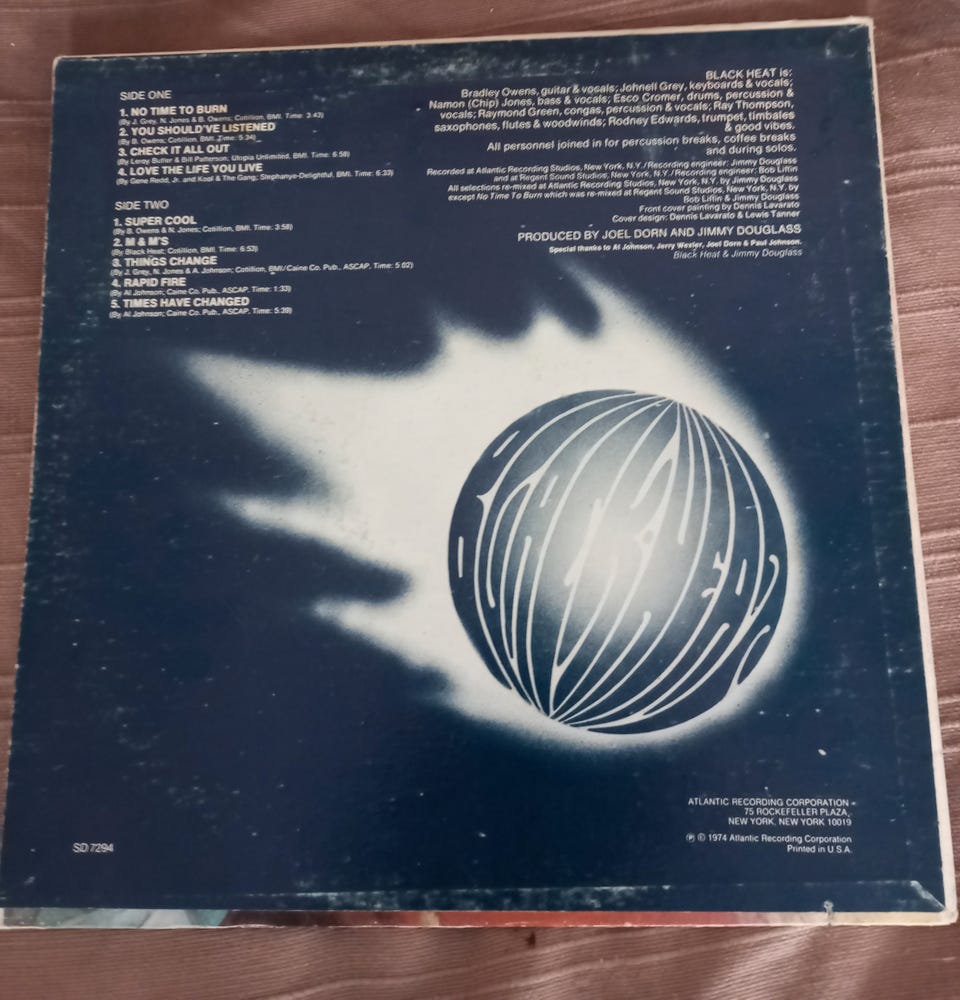 SIDE ONE
1. NO TIME TO BURN
(By J. Grey, N. Jones & B. Owens; Cotillion, BMI. Time: 3:43)
2. YOU SHOULD'VE LISTENED
(By B. Owens; Cotillion, BMI. Time: 5:34)
3. CHECK IT ALL OUT
(By Leroy Butler & Bill Patterson; Utopia Unlimited, BMI. Time: 6:58)
4. LOVE THE LIFE YOU LIVE
(By Gene Redd, Jr. and Kool & The Gang; Stephanye-Delightful, BMI. Time: 6:33)
SIDE TWO
1. SUPER COOL
(By B. Owens & N. Jones; Cotillion, BMI. Time: 3:58)
2. M & M'S
(By Black Heat; Cotillion, BMI. Time: 6:53)
3. THINGS CHANGE
(By J. Grey, N. Jones & A. Johnson; Cotillion, BMI/Caine Co. Pub., ASCAP. Time: 5:02)
4. RAPID FIRE
(By Al Johnson; Caine Co. Pub., ASCAP. Time: 1:33)
5. TIMES HAVE CHANGED
(By Al Johnson; Caine Co. Pub., ASCAP. Time: 5:39)
BLACK HEAT is:
Bradley Owens, guitar & vocals; Johnell Grey, keyboards & vocals;
Namon (Chip) Jones, bass & vocals; Esco Cromer, drums, percussion &
vocals; Raymond Green, congas, percussion & vocals; Ray Thompson,
saxophones, flutes & woodwinds; Rodney Edwards, trumpet, timbales
& good vibes.
All personnel joined in for percussion breaks, coffee breaks
and during solos.
Recorded at Atlantic Recording Studios, New York, N.Y./Recording engineer: Jimmy Douglass
and at Regent Sound Studios, New York, N.Y./Recording engineer: Bob Liftin
All selections re-mixed at Atlantic Recording Studios, New York, N.Y. by Jimmy Douglass
except No Time To Burn which was re-mixed at Regent Sound Studios, New York, N.Y. by
Bob Liftin & Jimmy Douglass
Front cover painting by Dennis Lavarato
Cover design: Dennis Lavarato & Lewis Tanner
PRODUCED BY JOEL DORN AND JIMMY DOUGLASS
Special thanks to Al Johnson, Jerry Wexler, Joel Dorn & Paul Johnson.
Black Heat & Jimmy Douglass
ATLANTIC RECORDING CORPORATION
75 ROCKEFELLER PLAZA,
NEW YORK, NEW YORK 10019
℗ © 1974 Atlantic Recording Corporation
Printed in U.S.A.
SD 7294